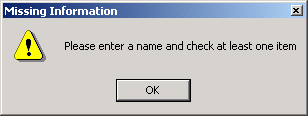 Missing Information
Please enter a name and check at least one item
OK